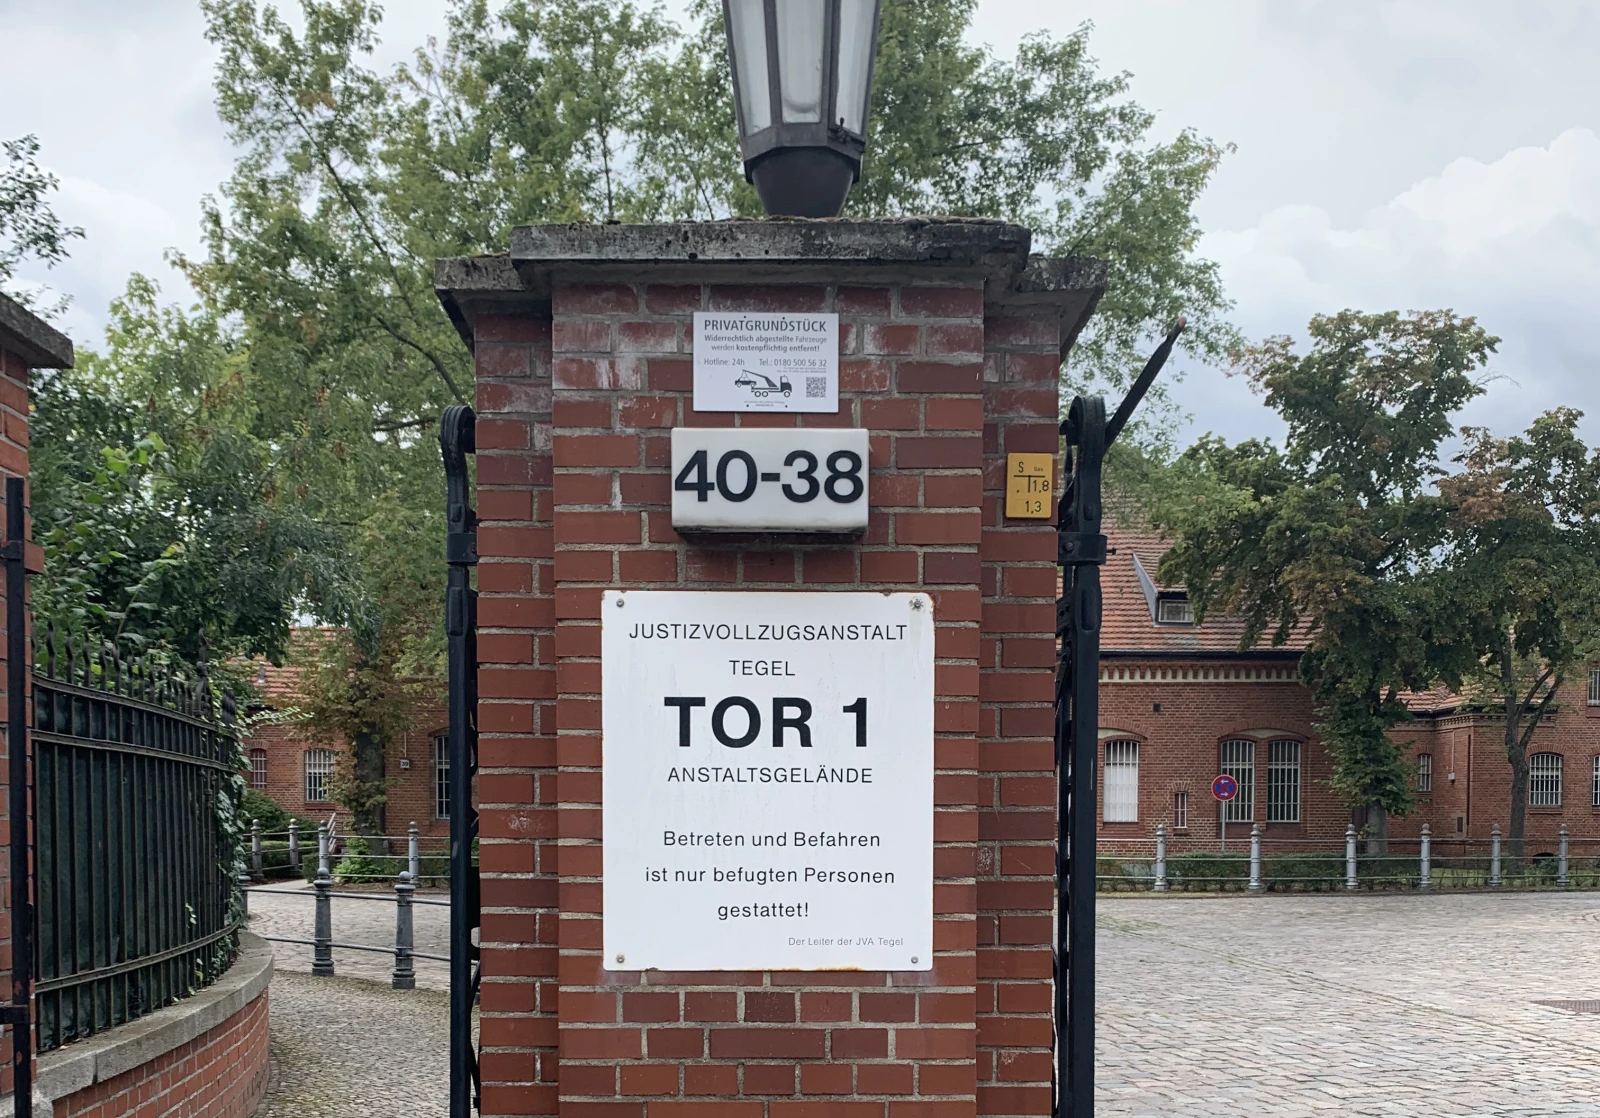 PRIVATGRUNDSTÜCK
Widerrechtlich abgestellte Fahrzeuge
werden kostenpflichtig entfernt!
Hotline: 24h Tel.: 0180 500 56 32
40-38
S Gas
1,8
1,3
JUSTIZVOLLZUGSANSTALT
TEGEL
TOR 1
ANSTALTSGELÄNDE
Betreten und Befahren
ist nur befugten Personen
gestattet!
Der Leiter der JVA Tegel